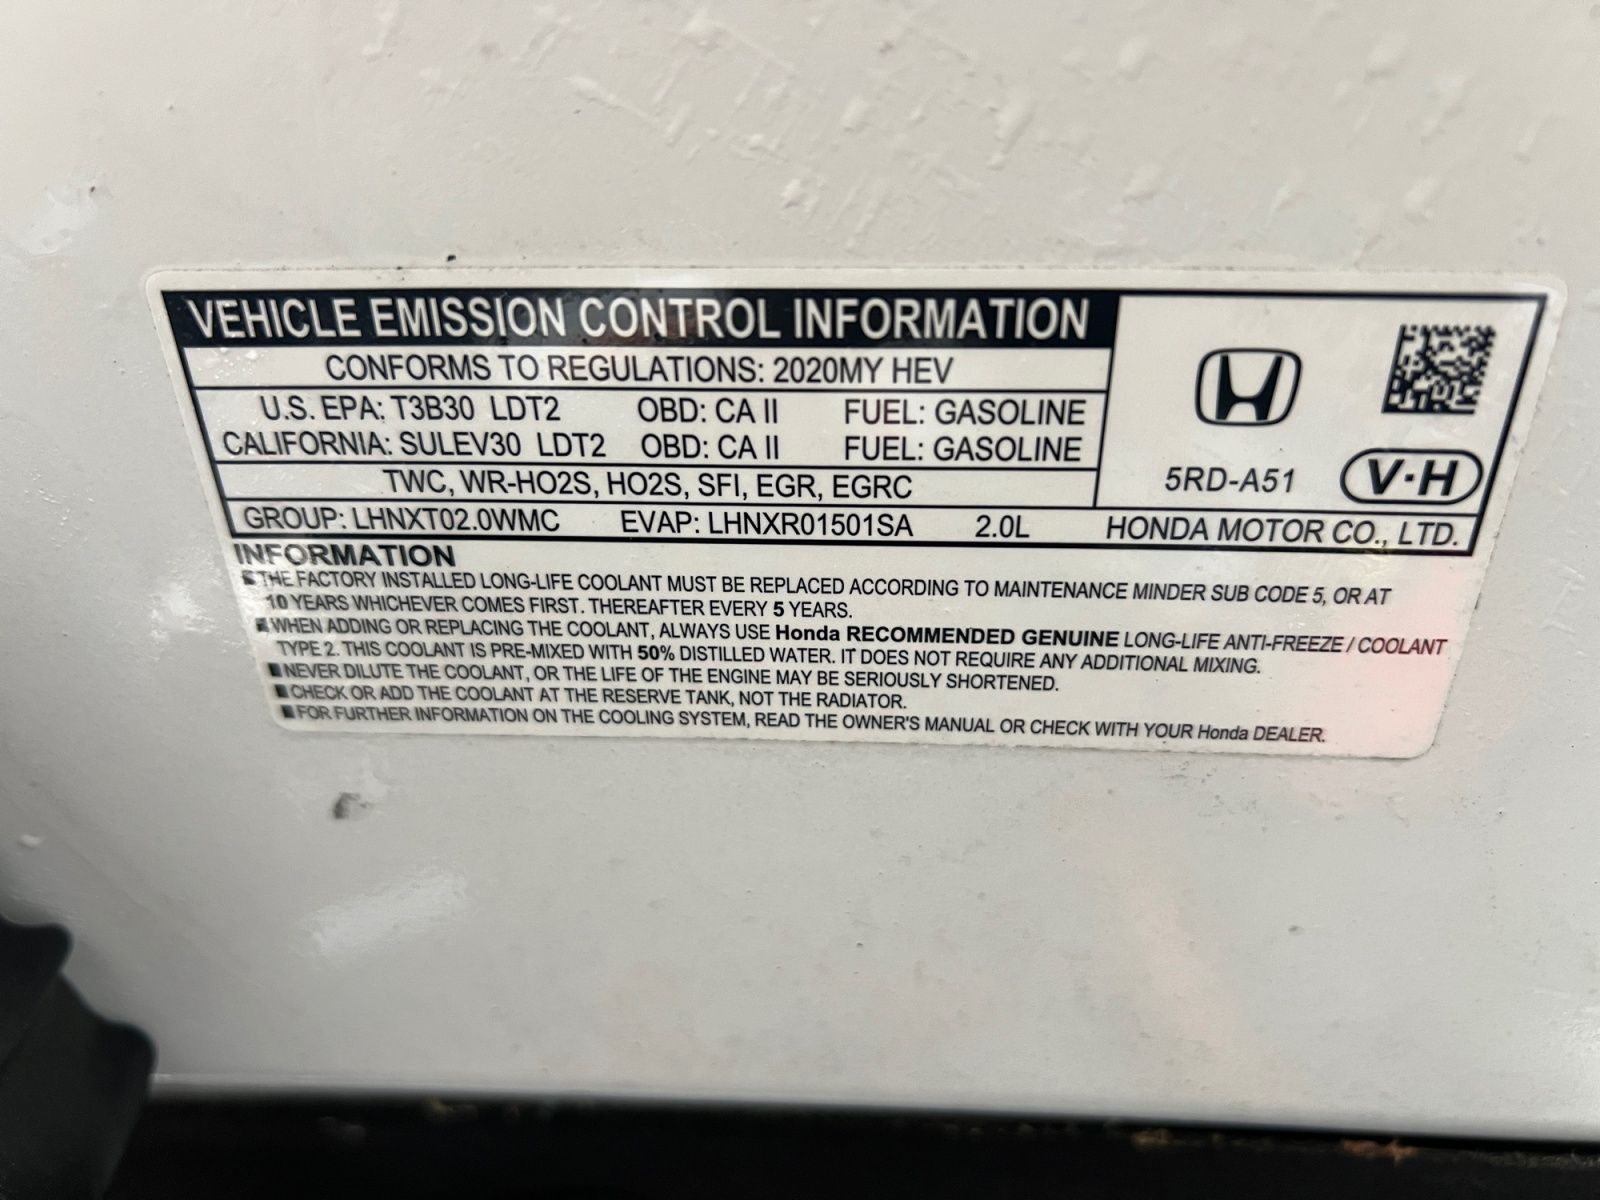 VEHICLE EMISSION CONTROL INFORMATION
CONFORMS TO REGULATIONS: 2020MY HEV
U.S. EPA: T3B30 LDT2 OBD: CA II FUEL: GASOLINE
CALIFORNIA: SULEV30 LDT2 OBD: CA II FUEL: GASOLINE
TWC, WR-HO2S, HO2S, SFI, EGR, EGRC
5RD-A51 V·H
GROUP: LHNXT02.0WMC EVAP: LHNXR01501SA 2.0L HONDA MOTOR CO., LTD.
INFORMATION
■THE FACTORY INSTALLED LONG-LIFE COOLANT MUST BE REPLACED ACCORDING TO MAINTENANCE MINDER SUB CODE 5, OR AT
10 YEARS WHICHEVER COMES FIRST. THEREAFTER EVERY 5 YEARS.
■WHEN ADDING OR REPLACING THE COOLANT, ALWAYS USE Honda RECOMMENDED GENUINE LONG-LIFE ANTI-FREEZE / COOLANT
TYPE 2. THIS COOLANT IS PRE-MIXED WITH 50% DISTILLED WATER. IT DOES NOT REQUIRE ANY ADDITIONAL MIXING.
■NEVER DILUTE THE COOLANT, OR THE LIFE OF THE ENGINE MAY BE SERIOUSLY SHORTENED.
■CHECK OR ADD THE COOLANT AT THE RESERVE TANK, NOT THE RADIATOR.
■FOR FURTHER INFORMATION ON THE COOLING SYSTEM, READ THE OWNER'S MANUAL OR CHECK WITH YOUR Honda DEALER.